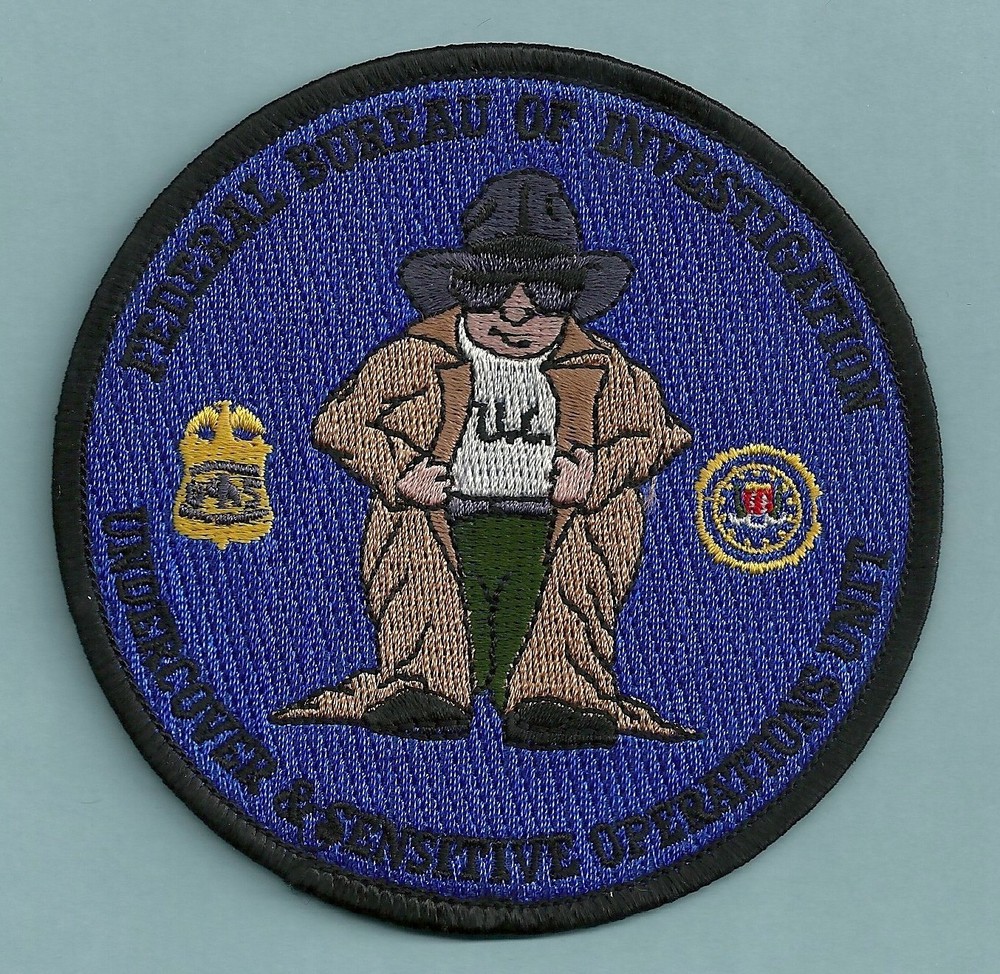 FEDERAL BUREAU OF INVESTIGATION
U.C.
UNDERCOVER & SENSITIVE OPERATIONS UNIT